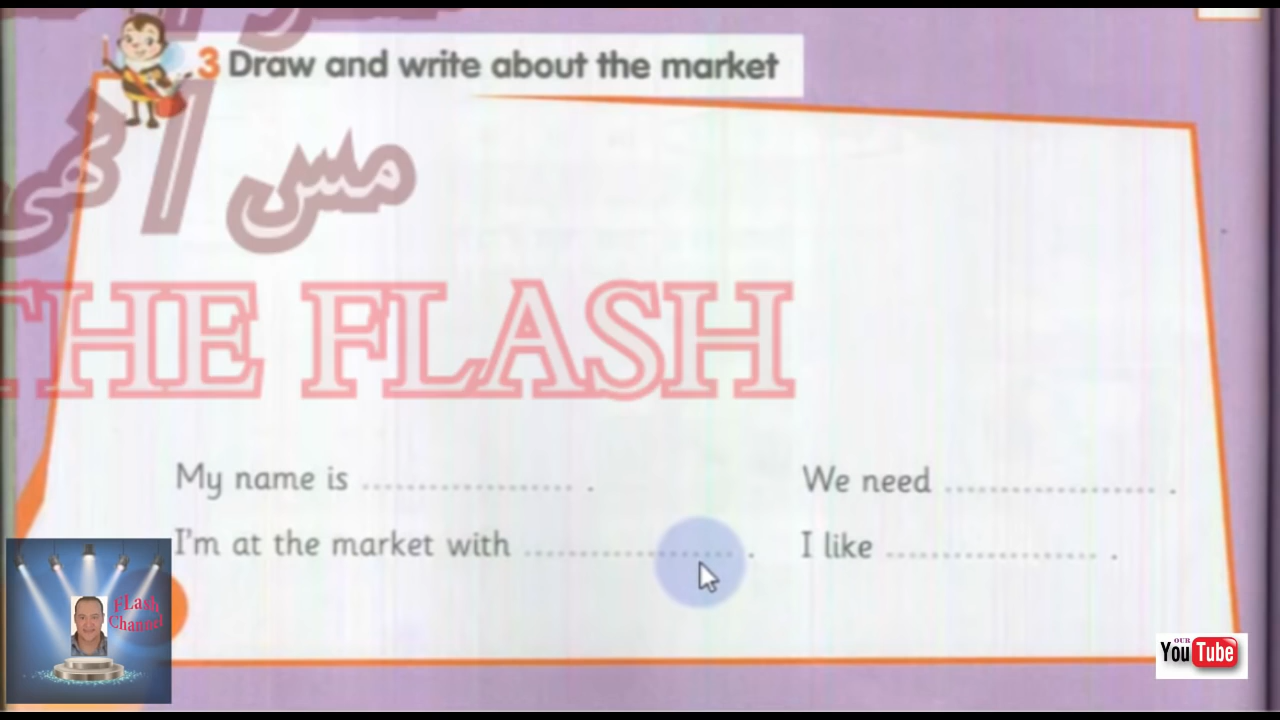 3 Draw and write about the market
مس
THE FLASH
My name is .................... .
We need .................... .
I'm at the market with .................... .
I like .................... .
FLash
Channel
OUR
YouTube